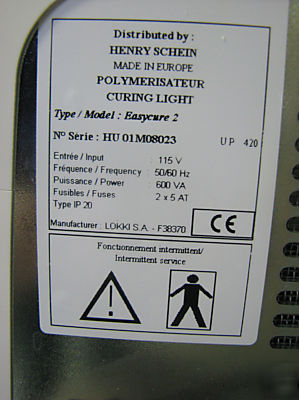 Distributed by :
HENRY SCHEIN
MADE IN EUROPE
POLYMERISATEUR
CURING LIGHT
Type / Model : Easycure 2
N° Série : HU 01M08023 UP 420
Entrée / Input : 115 V
Fréquence / Frequency : 50/60 Hz
Puissance / Power : 600 VA
Fusibles / Fuses : 2 x 5 AT
Type IP 20
Manufacturer : LOKKI S.A. - F38370
CE
Fonctionnement intermittent/
Intermittent service